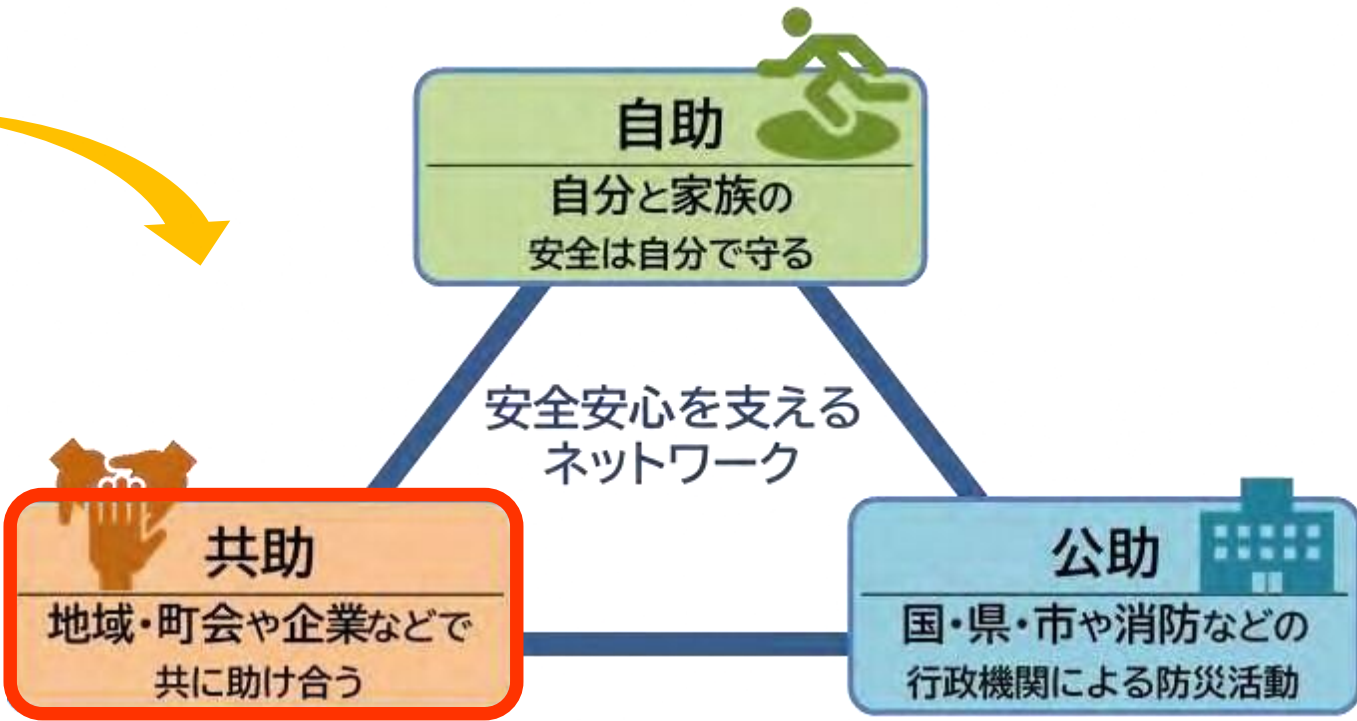 自助
自分と家族の
安全は自分で守る
安全安心を支える
ネットワーク
共助
地域・町会や企業などで
共に助け合う
公助
国・県・市や消防などの
行政機関による防災活動